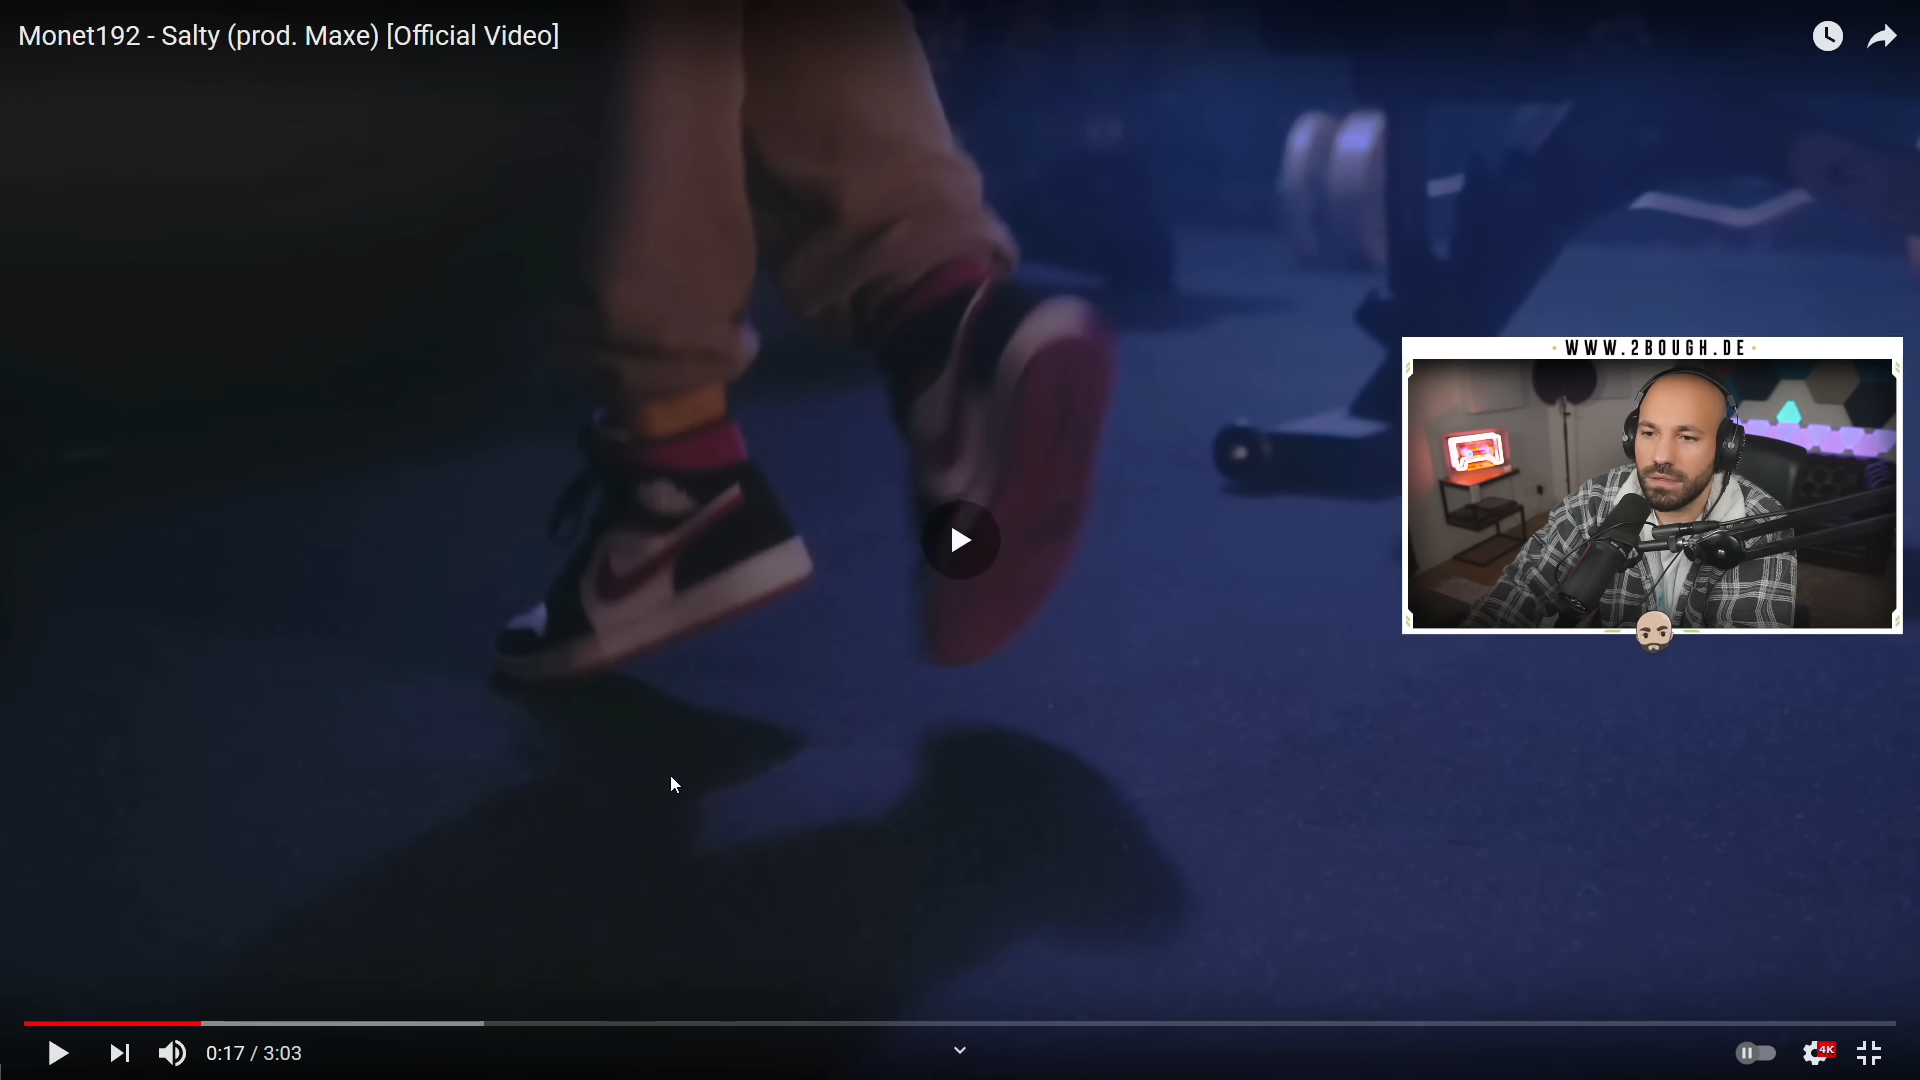 Monet192 - Salty (prod. Maxe) [Official Video]
WWW.2BOUGH.DE
0:17 / 3:03
4K